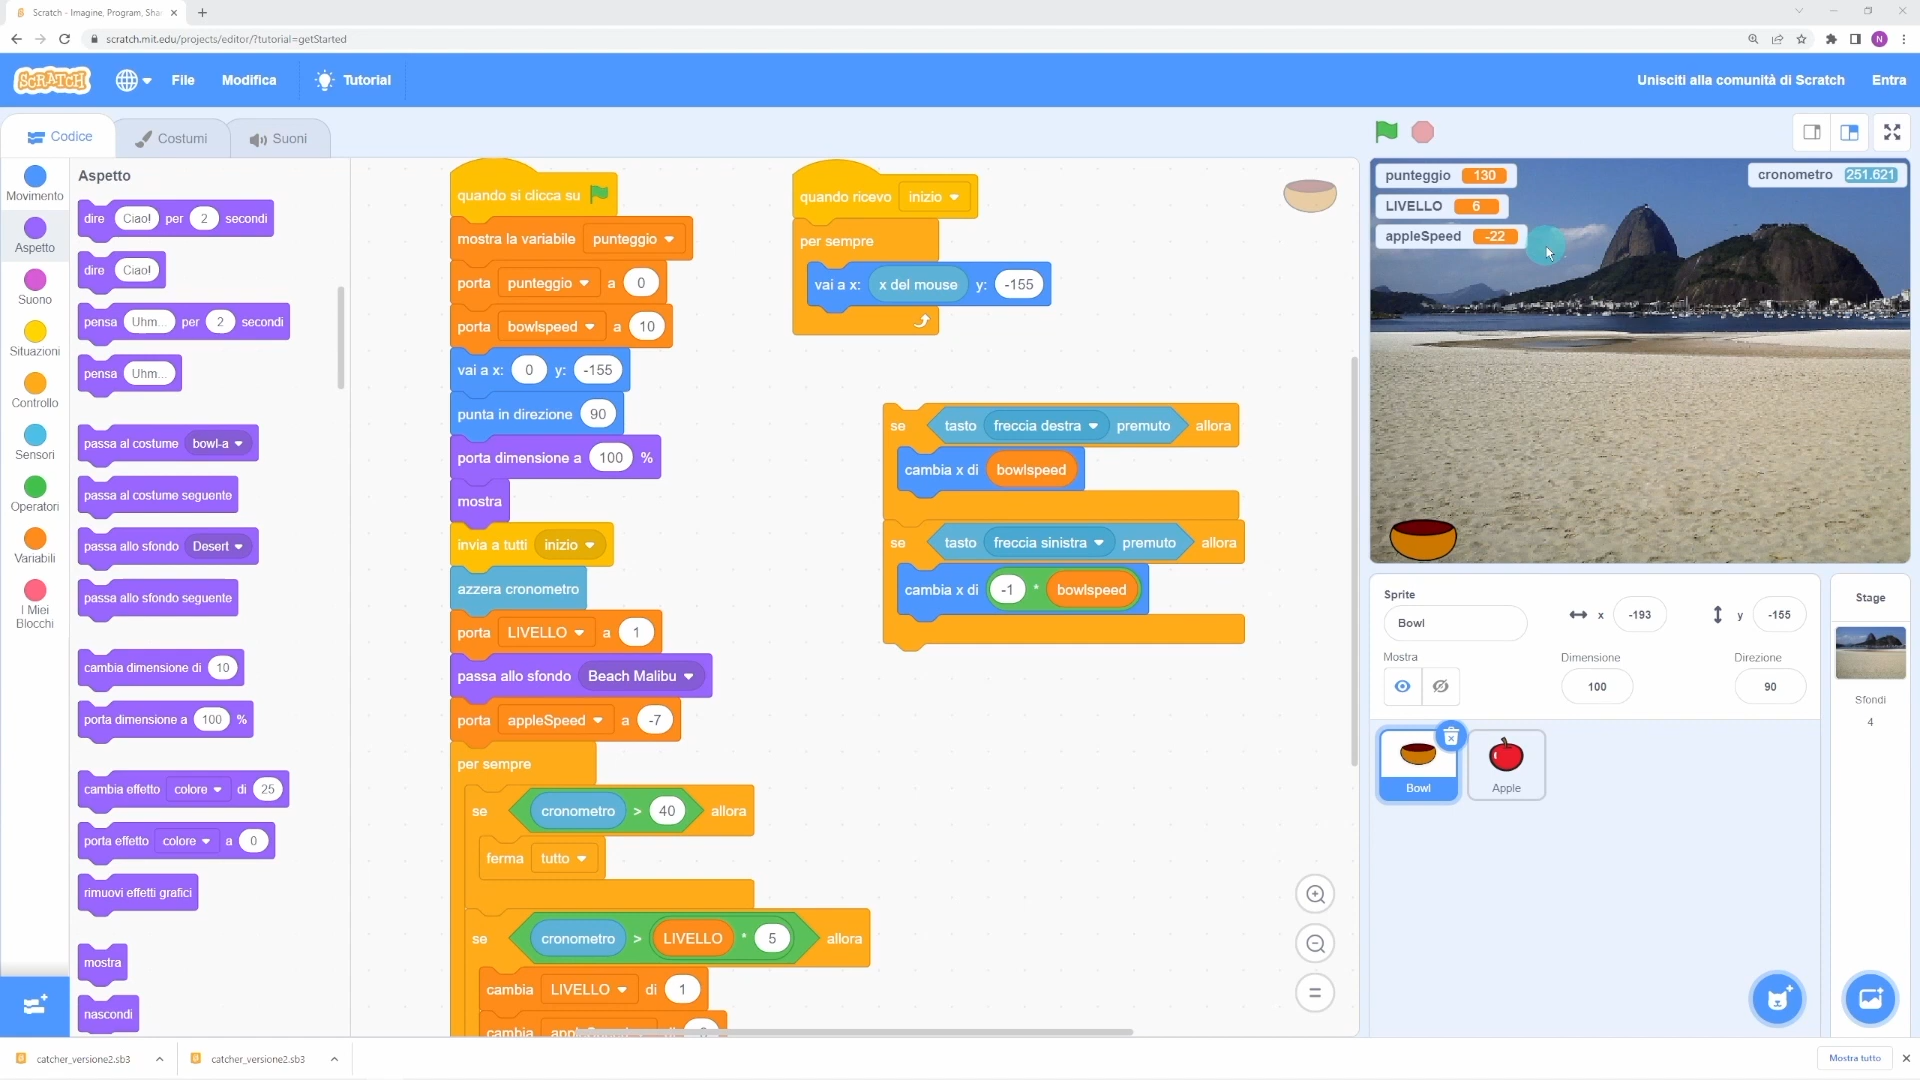 Scratch - Imagine, Program, Sha
scratch.mit.edu/projects/editor/?tutorial=getStarted
N
SCRATCH
File
Modifica
Tutorial
Unisciti alla comunità di Scratch
Entra
Codice
Costumi
Suoni
Movimento
Aspetto
Suono
Situazioni
Controllo
Sensori
Operatori
Variabili
I Miei
Blocchi
Aspetto
dire Ciao! per 2 secondi
dire Ciao!
pensa Uhm... per 2 secondi
pensa Uhm...
passa al costume bowl-a
passa al costume seguente
passa allo sfondo Desert
passa allo sfondo seguente
cambia dimensione di 10
porta dimensione a 100 %
cambia effetto colore di 25
porta effetto colore a 0
rimuovi effetti grafici
mostra
nascondi
quando si clicca su
mostra la variabile punteggio
porta punteggio a 0
porta bowlspeed a 10
vai a x: 0 y: -155
punta in direzione 90
porta dimensione a 100 %
mostra
invia a tutti inizio
azzera cronometro
porta LIVELLO a 1
passa allo sfondo Beach Malibu
porta appleSpeed a -7
per sempre
se cronometro > 40 allora
ferma tutto
se cronometro > LIVELLO * 5 allora
cambia LIVELLO di 1
cambia
quando ricevo inizio
per sempre
vai a x: x del mouse y: -155
se tasto freccia destra premuto allora
cambia x di bowlspeed
se tasto freccia sinistra premuto allora
cambia x di -1 * bowlspeed
punteggio 130
LIVELLO 6
appleSpeed -22
cronometro 251.621
Sprite
Bowl
x -193
y -155
Mostra
Dimensione
100
Direzione
90
Bowl
Apple
Stage
Sfondi
4
catcher_versione2.sb3
catcher_versione2.sb3
Mostra tutto